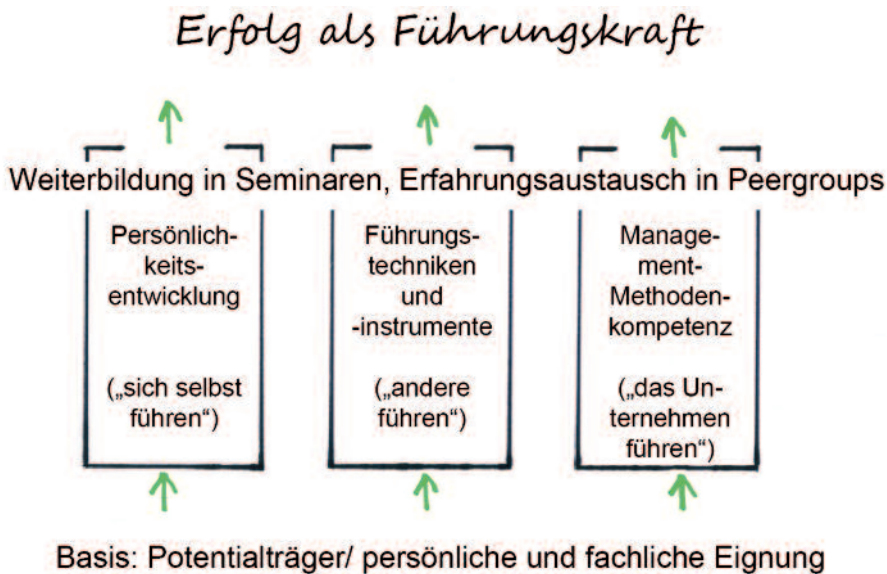 Erfolg als Führungskraft
Weiterbildung in Seminaren, Erfahrungsaustausch in Peergroups
Persönlich-
keits-
entwicklung
(„sich selbst
führen“)
Führungs-
techniken
und
-instrumente
(„andere
führen“)
Manage-
ment-
Methoden-
kompetenz
(„das Un-
ternehmen
führen“)
Basis: Potentialträger/ persönliche und fachliche Eignung